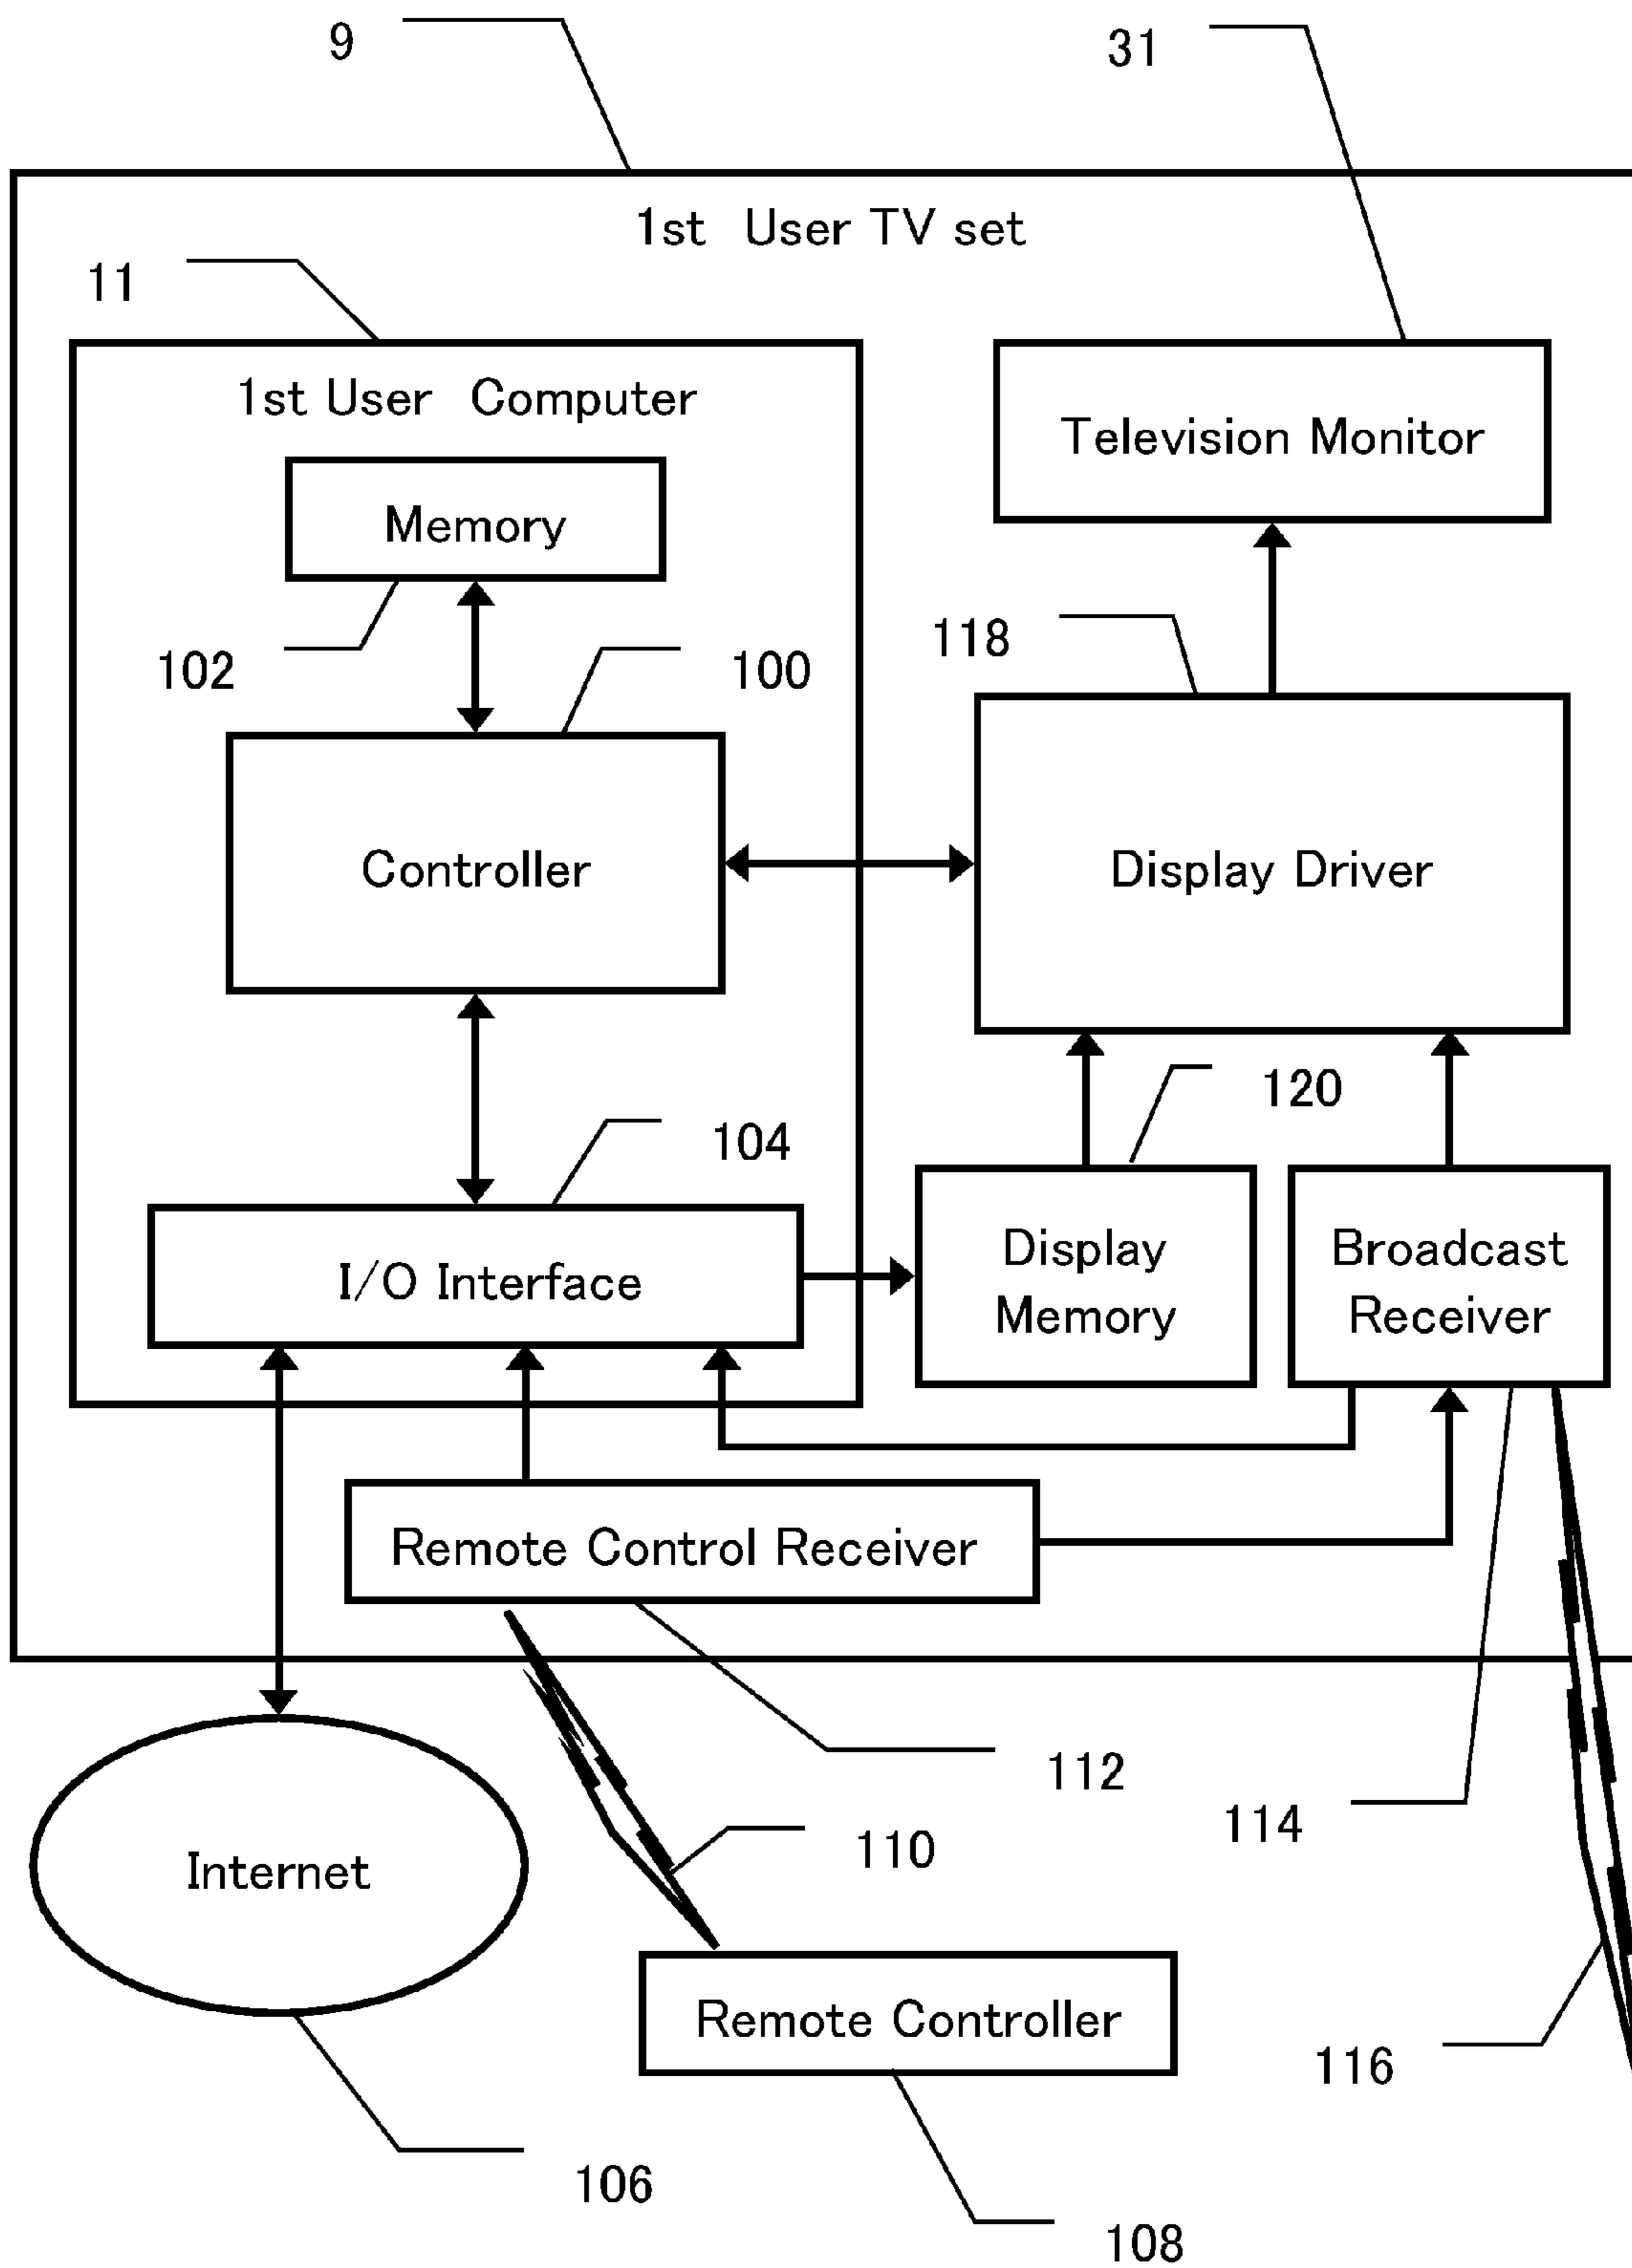 9
31
1st User TV set
11
1st User Computer
Television Monitor
Memory
118
102
100
Controller
Display Driver
120
104
Display
Memory
Broadcast
Receiver
I/O Interface
Remote Control Receiver
112
114
110
Internet
Remote Controller
116
106
108